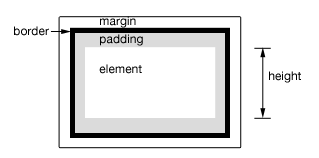 margin
border
padding
element
height